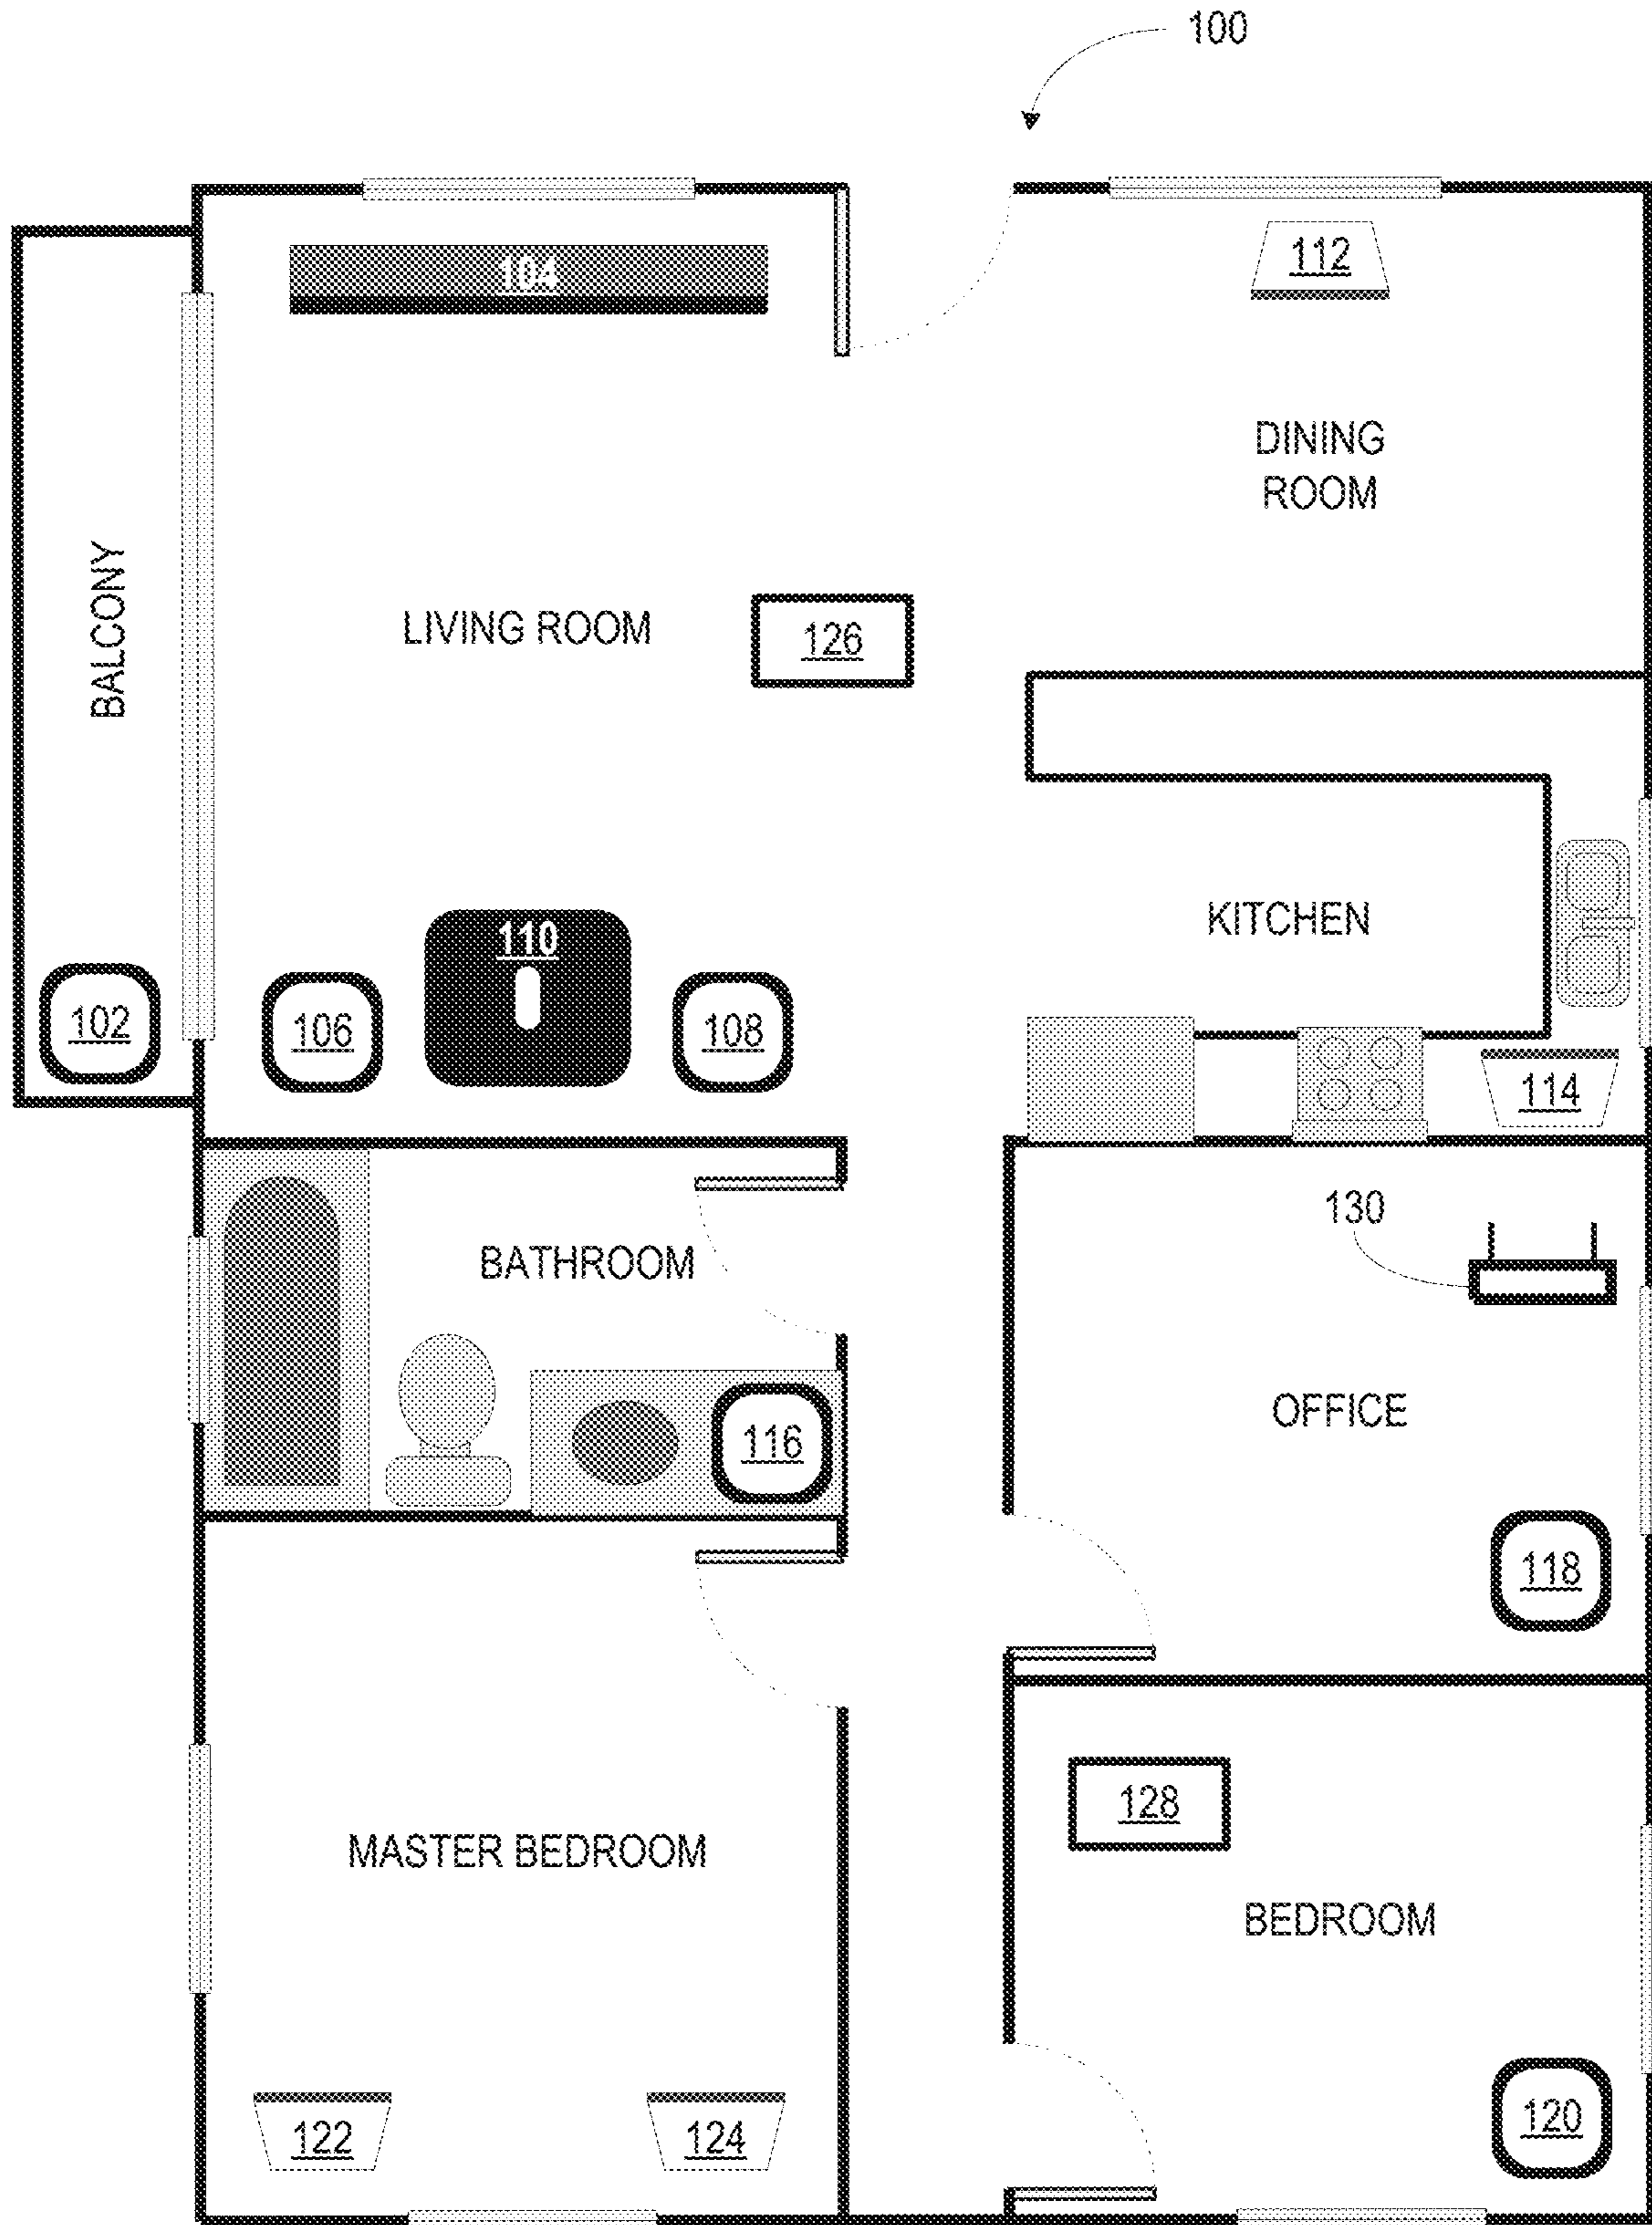 100
104
112
DINING
ROOM
BALCONY
LIVING ROOM
126
KITCHEN
110
102
106
108
114
130
BATHROOM
OFFICE
116
118
128
MASTER BEDROOM
BEDROOM
122
124
120